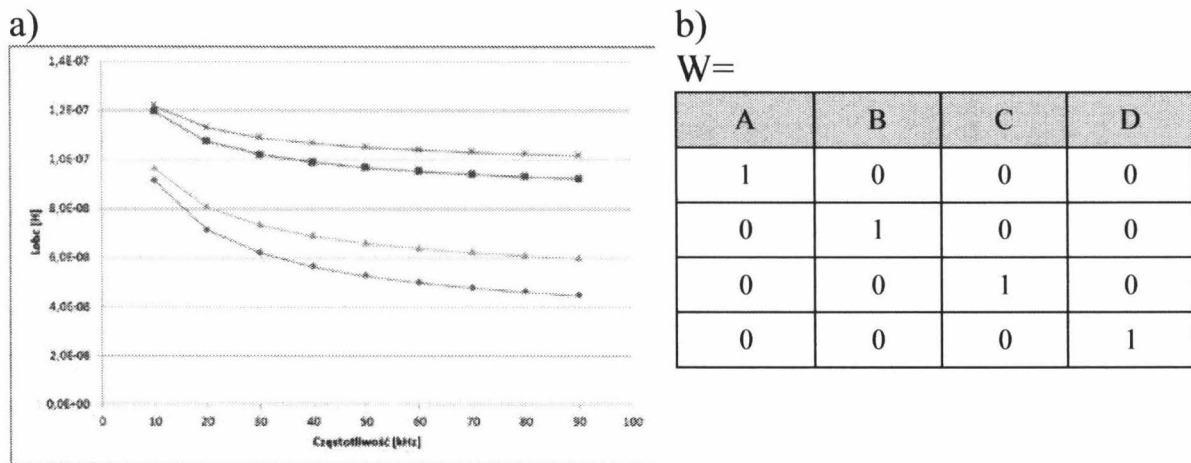 a)
1,4E-07
1,2E-07
1,0E-07
8,0E-08
6,0E-08
4,0E-08
2,0E-08
0,0E+00
Lobc [H]
0 10 20 30 40 50 60 70 80 90 100
Częstotliwość [kHz]
b)
W=
A B C D
1 0 0 0
0 1 0 0
0 0 1 0
0 0 0 1